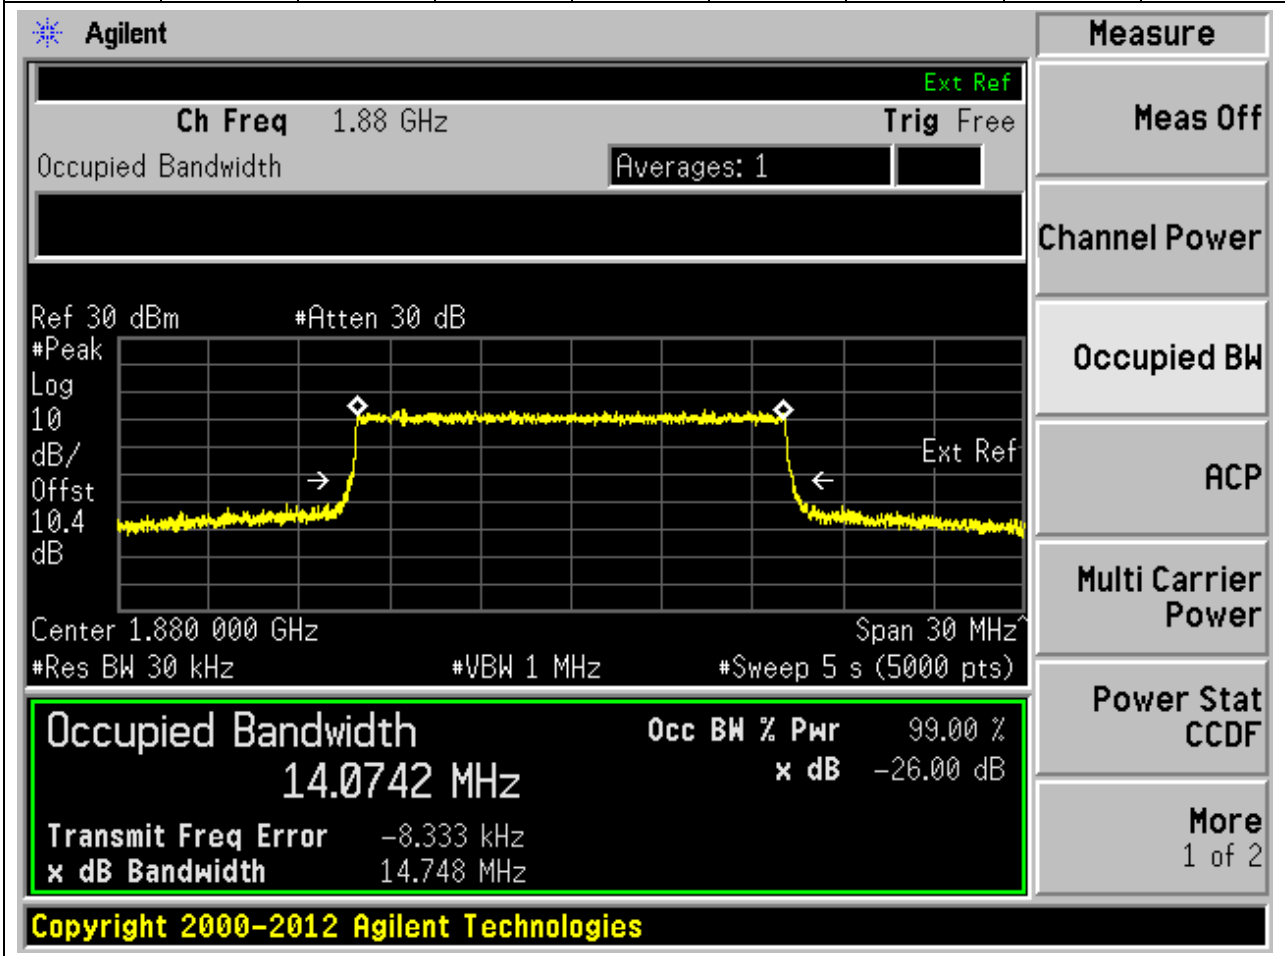 Agilent
Measure
Ext Ref
Ch Freq 1.88 GHz Trig Free
Occupied Bandwidth Averages: 1
Ref 30 dBm #Atten 30 dB
#Peak
Log
10
dB/
Offst
10.4
dB
Ext Ref
Center 1.880 000 GHz Span 30 MHz^
#Res BW 30 kHz #VBW 1 MHz #Sweep 5 s (5000 pts)
Occupied Bandwidth
14.0742 MHz
Occ BW % Pwr 99.00 %
x dB -26.00 dB
Transmit Freq Error -8.333 kHz
x dB Bandwidth 14.748 MHz
Meas Off
Channel Power
Occupied BW
ACP
Multi Carrier
Power
Power Stat
CCDF
More
1 of 2
Copyright 2000-2012 Agilent Technologies